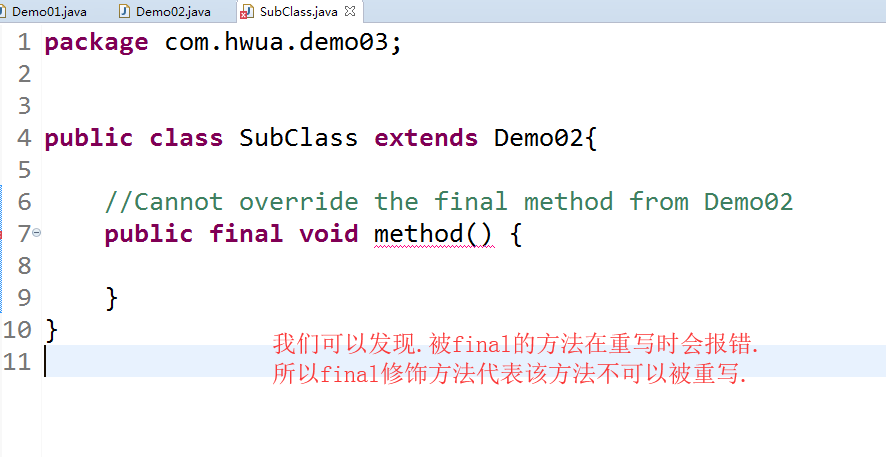 Demo01.java Demo02.java SubClass.java
1 package com.hwua.demo03;
2
3
4 public class SubClass extends Demo02{
5
6 //Cannot override the final method from Demo02
7 public final void method() {
8
9 }
10 }
我们可以发现.被final的方法在重写时会报错.
11
所以final修饰方法代表该方法不可以被重写.